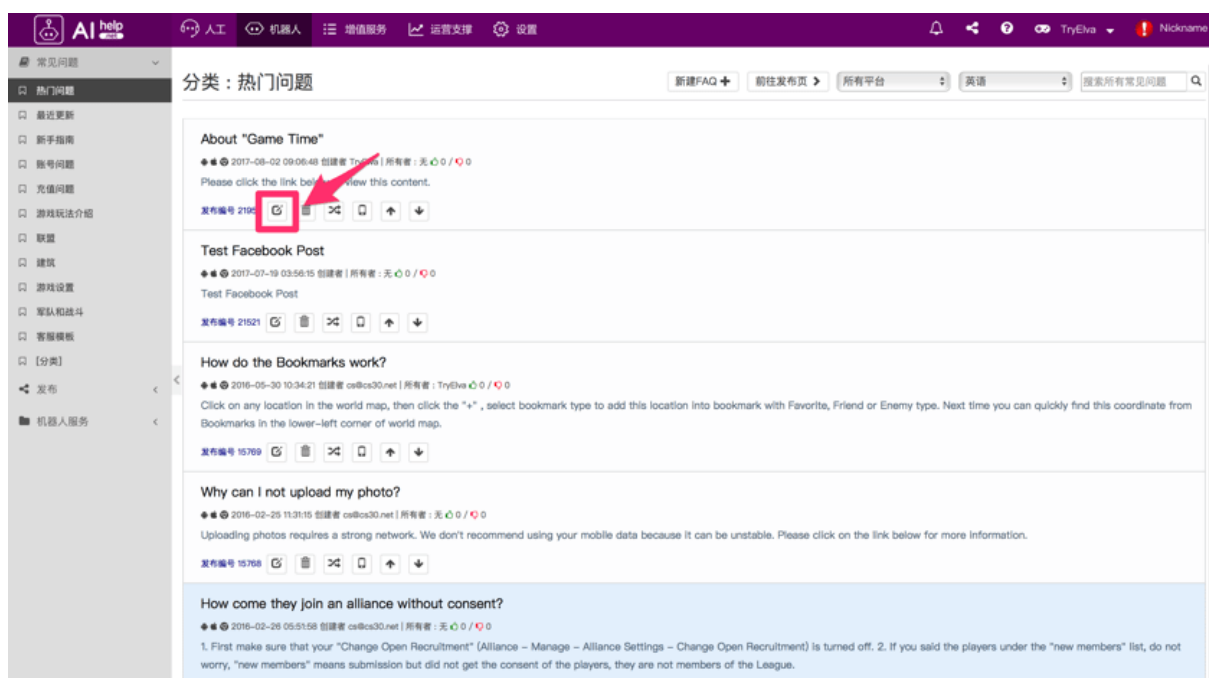 AI help .net 人工 机器人 增值服务 运营支撑 设置 TryElva Nickname
常见问题
热门问题
最近更新
新手指南
账号问题
充值问题
游戏玩法介绍
联盟
建筑
游戏设置
军队和战斗
客服模板
[分类]
发布
机器人服务
分类：热门问题 新建FAQ 前往发布页 所有平台 英语 搜索所有常见问题
About "Game Time"
2017-08-02 09:06:48 创建者 | 所有者 : 无 0 / 0
Please click the link view this content.
发布编号
Test Facebook Post
2017-07-19 03:56:15 创建者 | 所有者 : 无 0 / 0
Test Facebook Post
发布编号 21521
How do the Bookmarks work?
2016-05-30 10:34:21 创建者 cs@cs30.net | 所有者 : TryElva 0 / 0
Click on any location in the world map, then click the "+" , select bookmark type to add this location into bookmark with Favorite, Friend or Enemy type. Next time you can quickly find this coordinate from
Bookmarks in the lower-left corner of world map.
发布编号 15769
Why can I not upload my photo?
2016-02-25 11:31:15 创建者 cs@cs30.net | 所有者 : 无 0 / 0
Uploading photos requires a strong network. We don't recommend using your mobile data because it can be unstable. Please click on the link below for more information.
发布编号 15768
How come they join an alliance without consent?
2016-02-26 05:51:58 创建者 cs@cs30.net | 所有者 : 无 0 / 0
1. First make sure that your "Change Open Recruitment" (Alliance – Manage – Alliance Settings – Change Open Recruitment) is turned off. 2. If you said the players under the "new members" list, do not
worry, "new members" means submission but did not get the consent of the players, they are not members of the League.